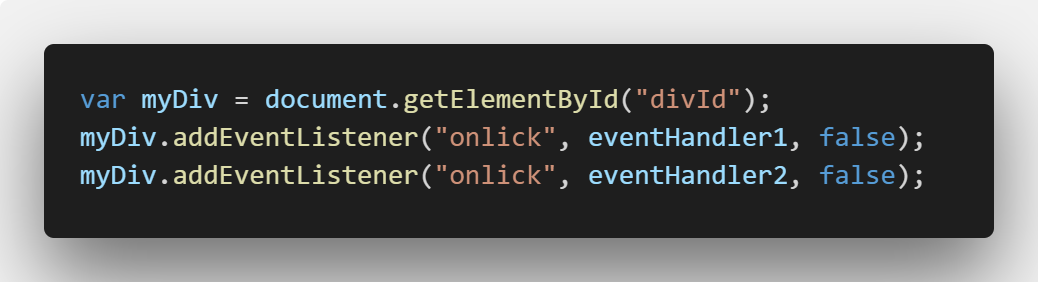 var myDiv = document.getElementById("divId");
myDiv.addEventListener("onlick", eventHandler1, false);
myDiv.addEventListener("onlick", eventHandler2, false);